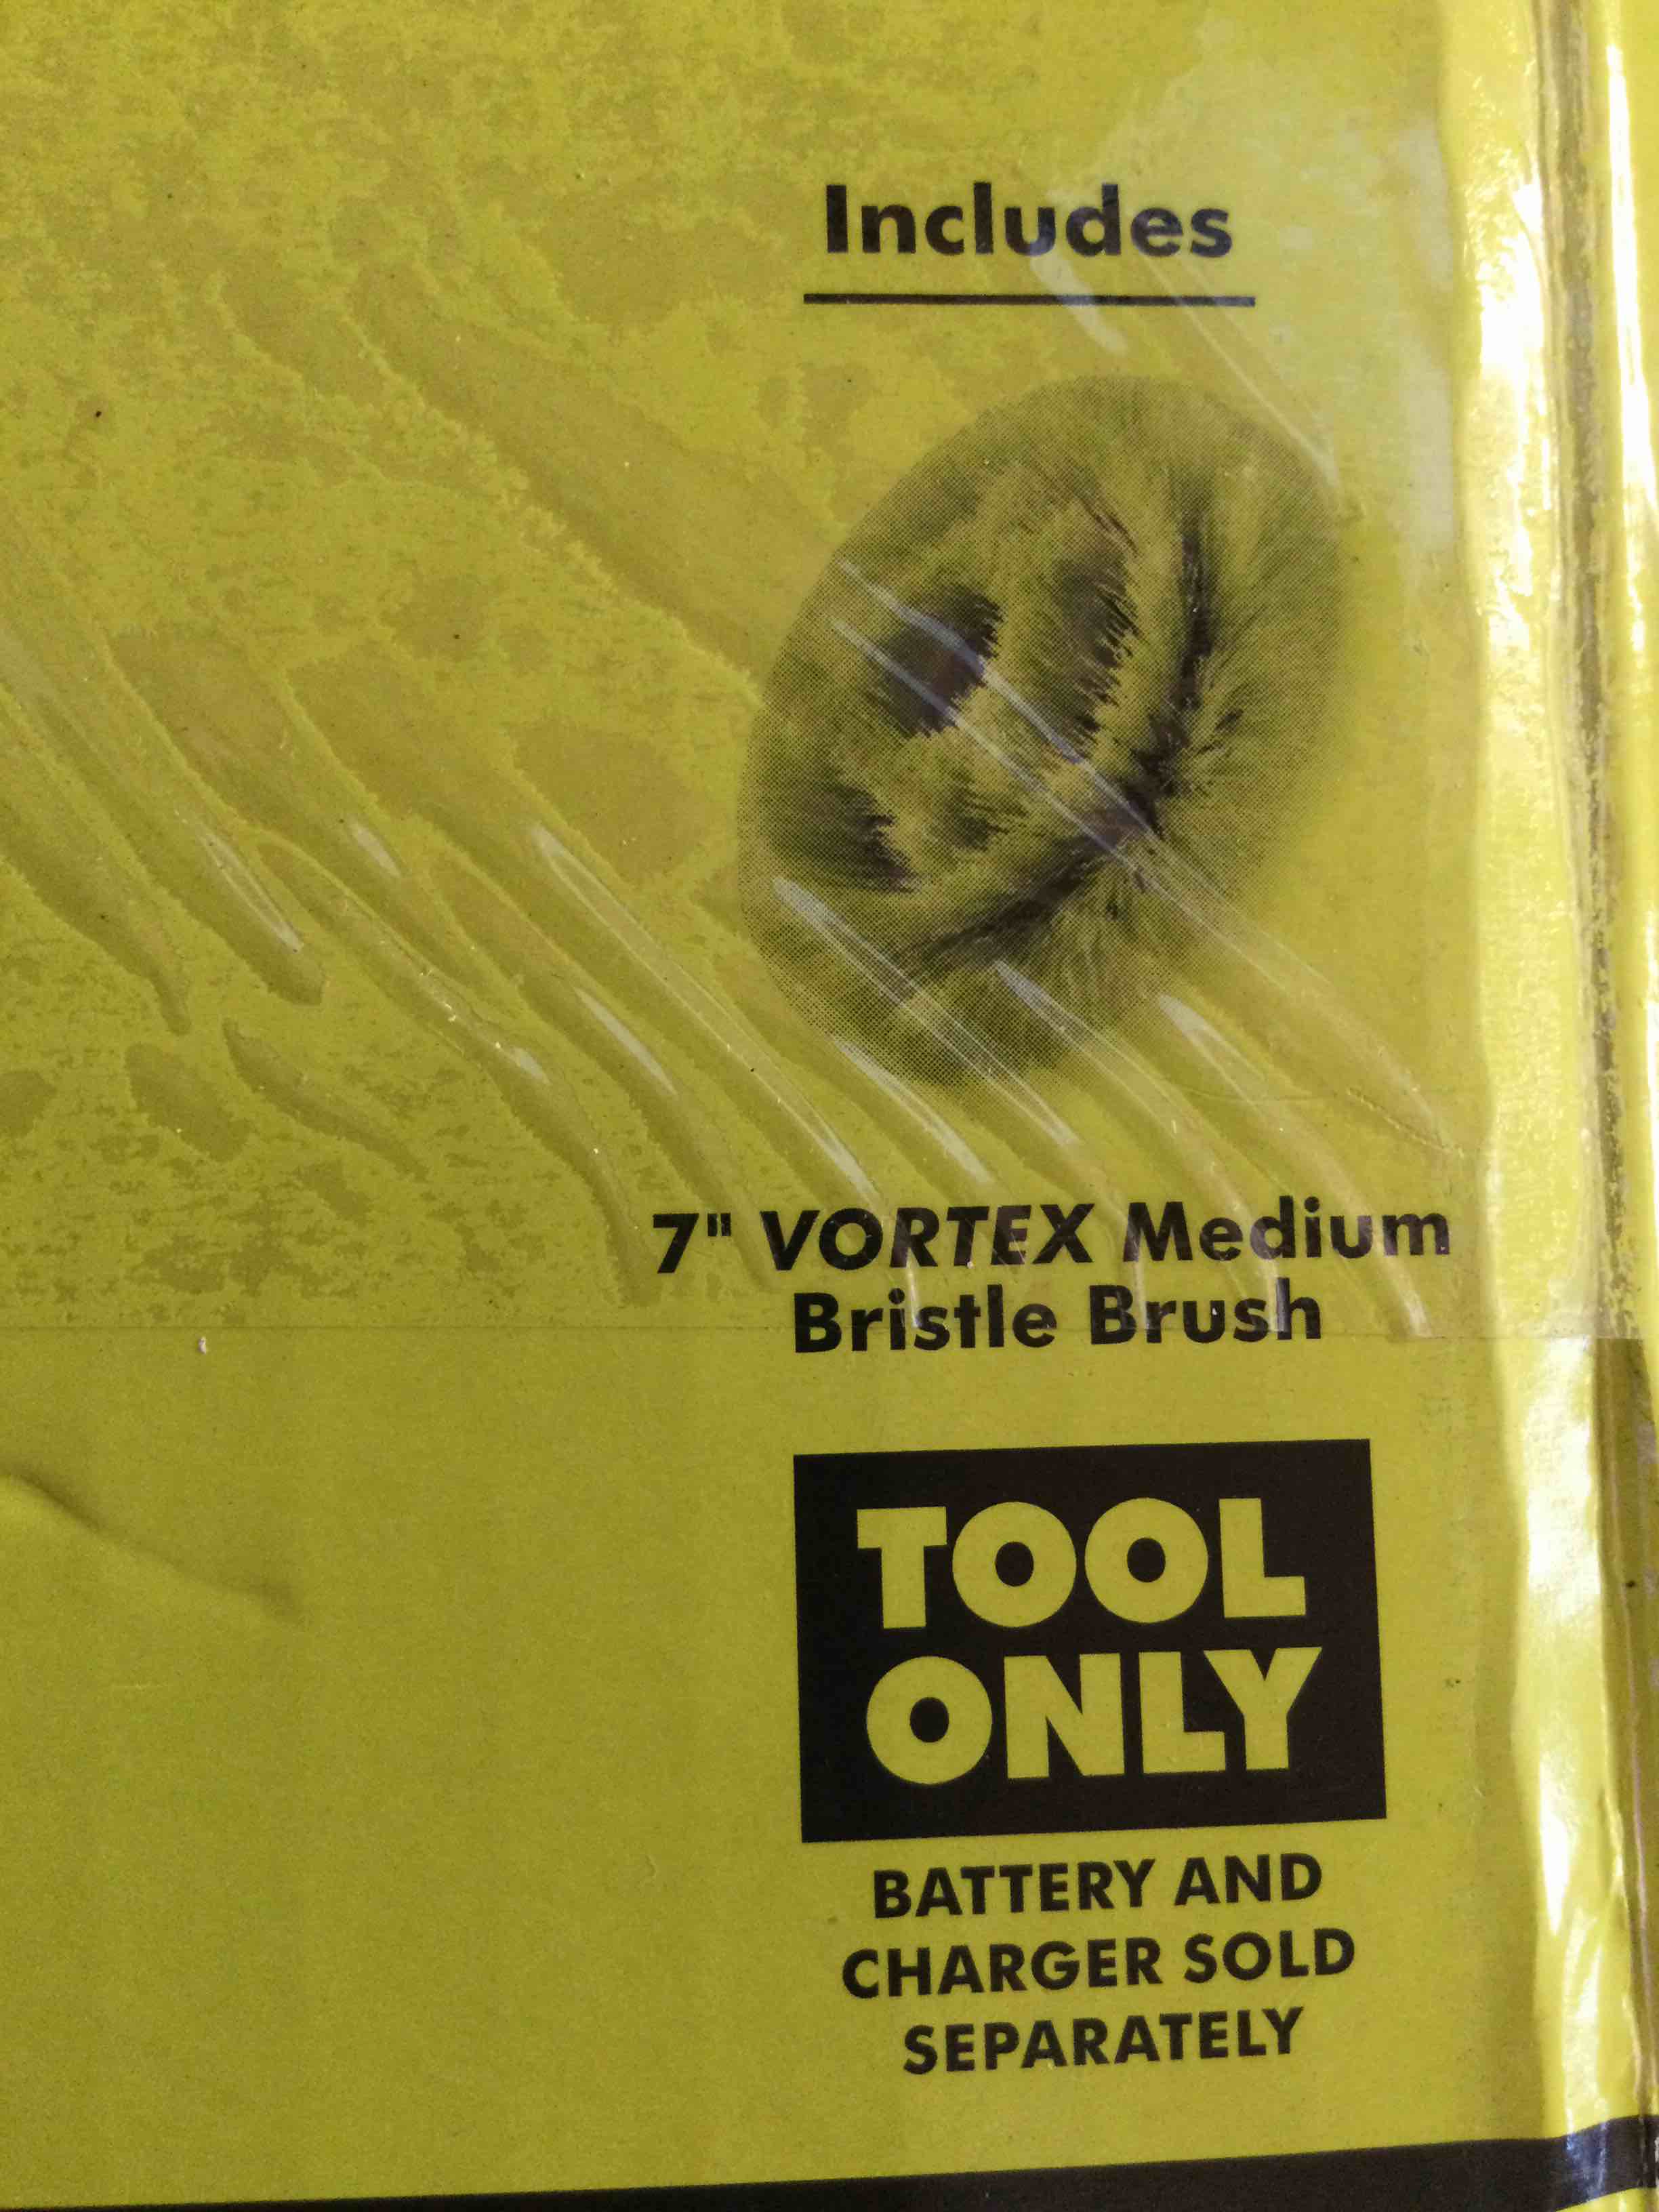 Includes
7" VORTEX Medium
Bristle Brush
TOOL
ONLY
BATTERY AND
CHARGER SOLD
SEPARATELY